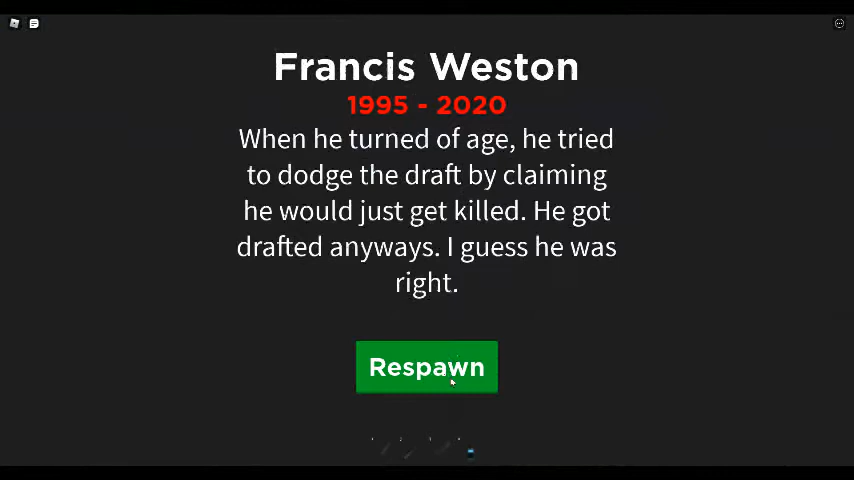 Francis Weston
1995 - 2020
When he turned of age, he tried
to dodge the draft by claiming
he would just get killed. He got
drafted anyways. I guess he was
right.
Respawn